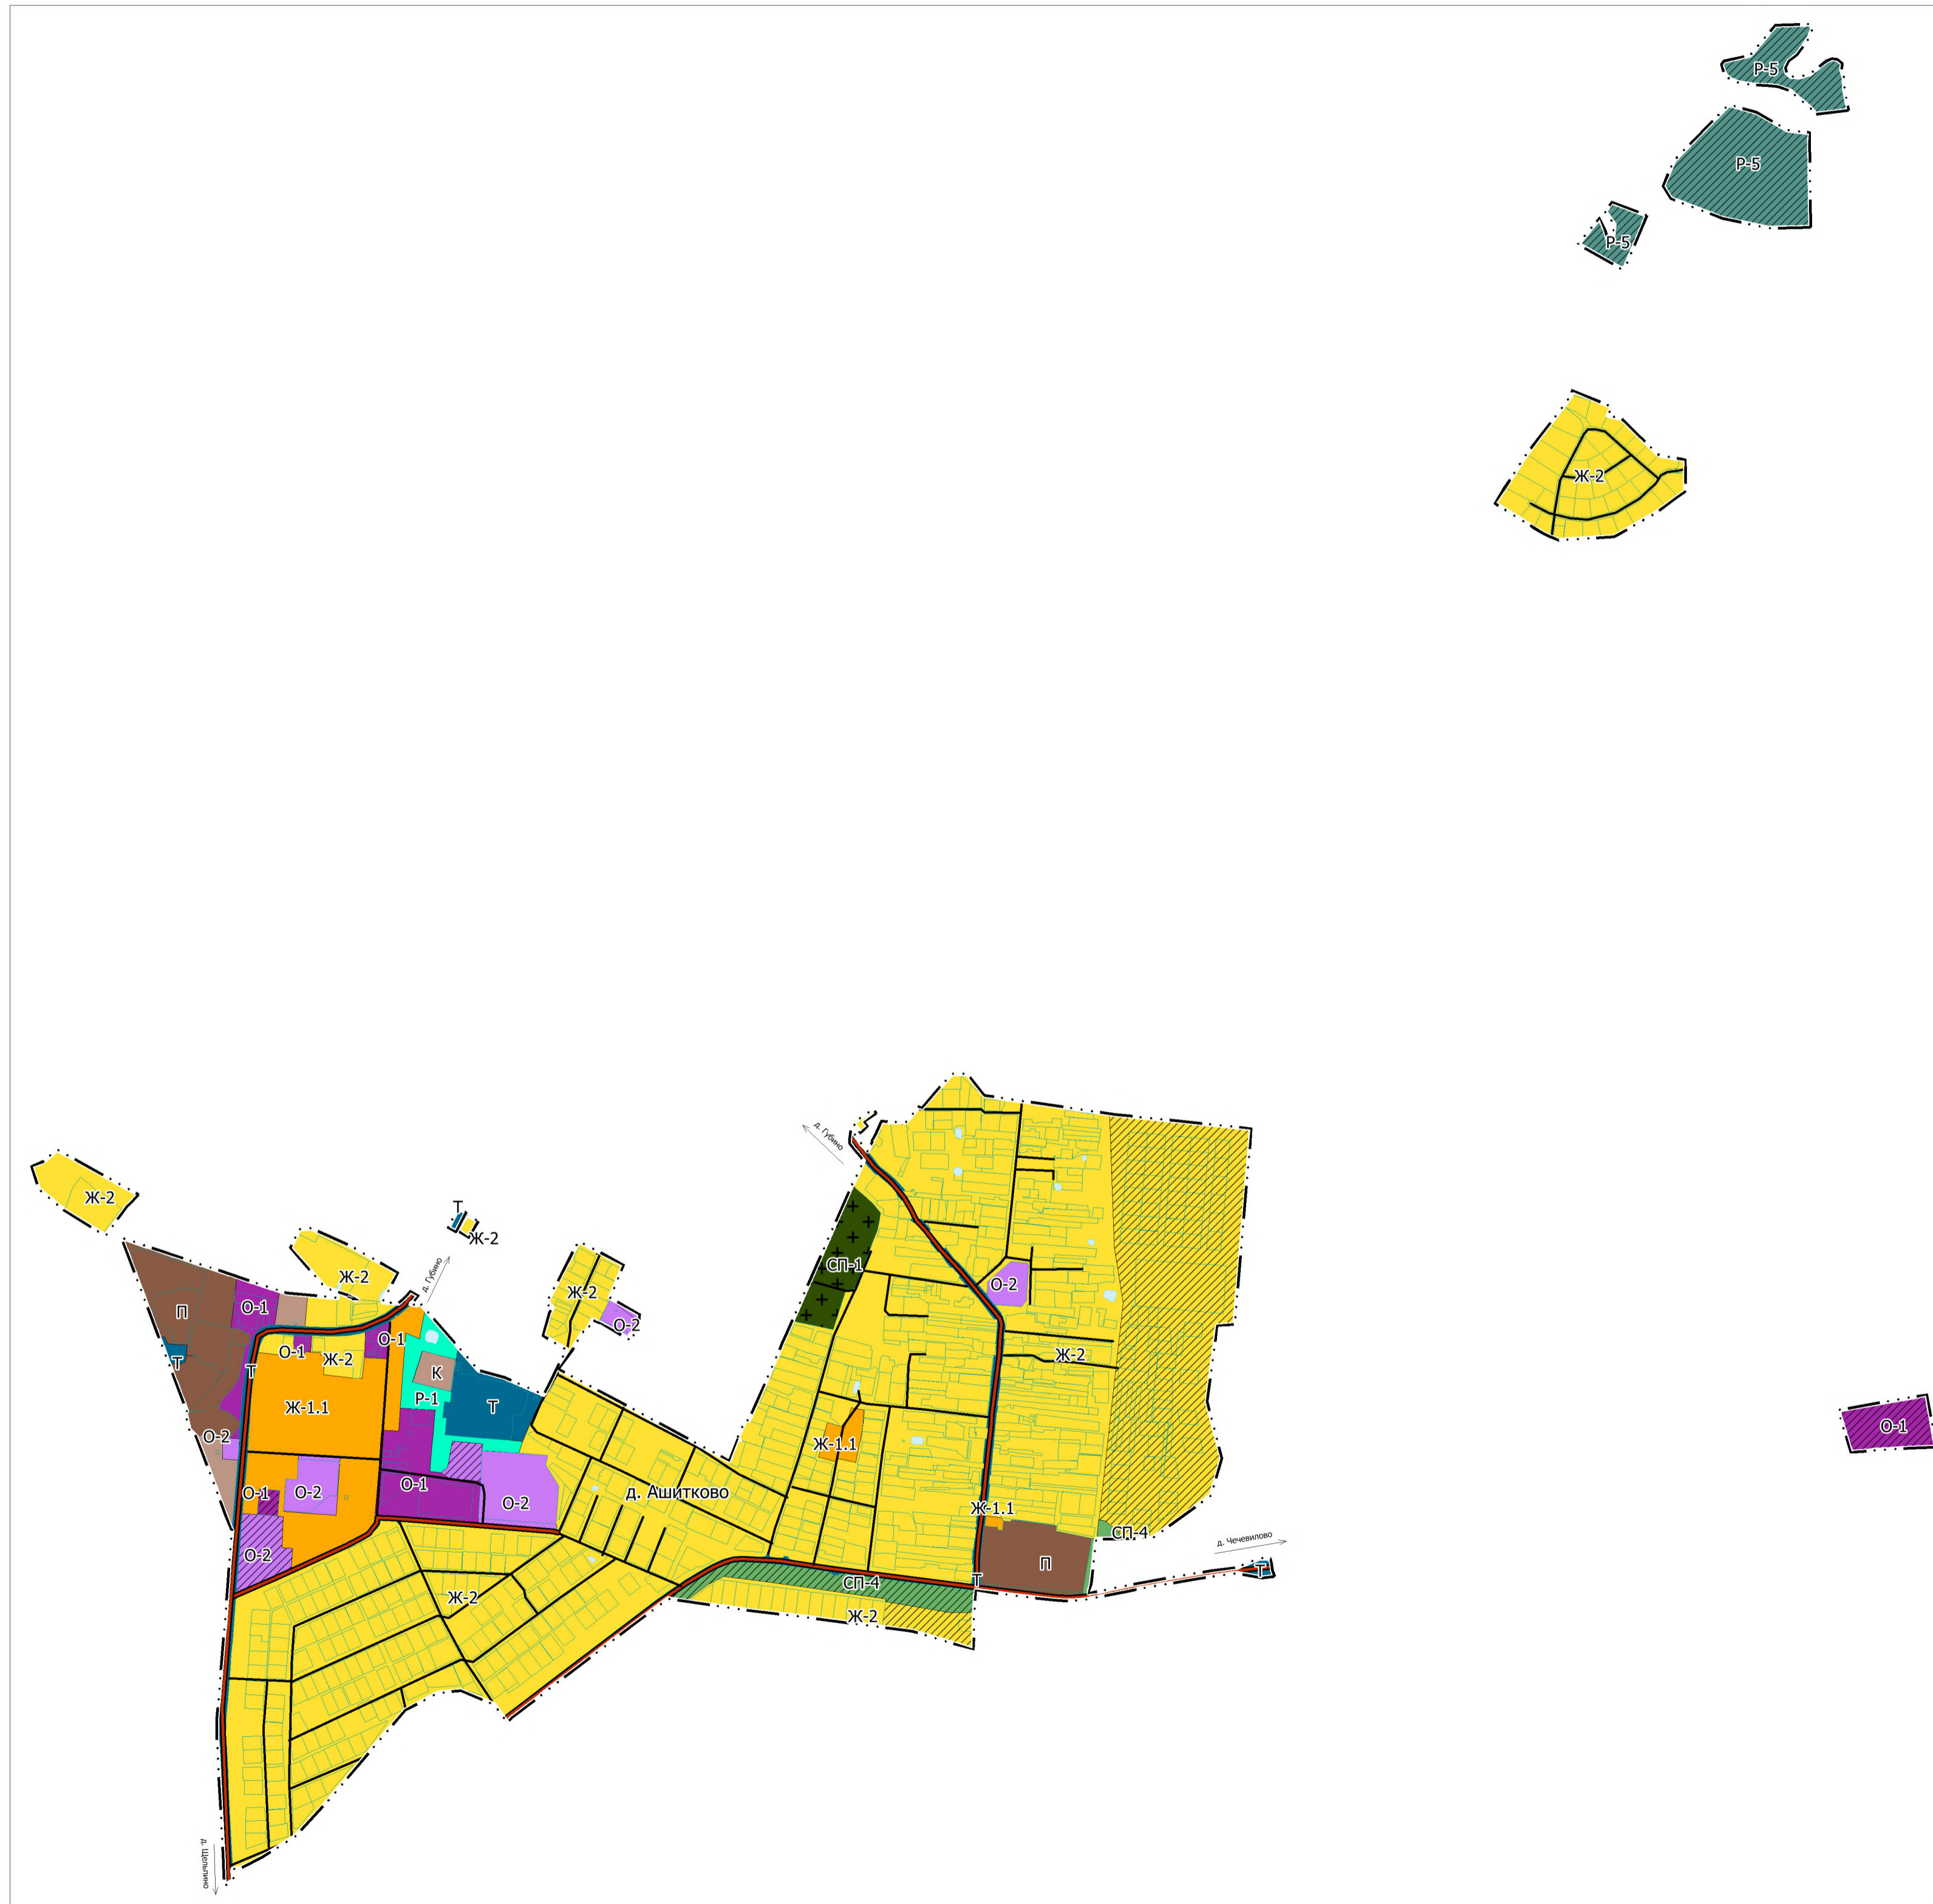 Р-5
Р-5
Р-5
Ж-2
д. Губино
Ж-2
Т
Ж-2
СП-1
Ж-2
д. Губино
Ж-2
О-2
О-1
П
О-2
О-1
О-1
Ж-2
Т
Т
К
Ж-2
Р-1
Ж-1.1
Т
О-1
О-2
Ж-1.1
О-1
О-1
О-2
О-2
д. Ашитково
Ж-1.1
СП-4
д. Чечевилово
О-2
П
Т
Т
СП-4
Ж-2
Ж-2
д. Щельпино